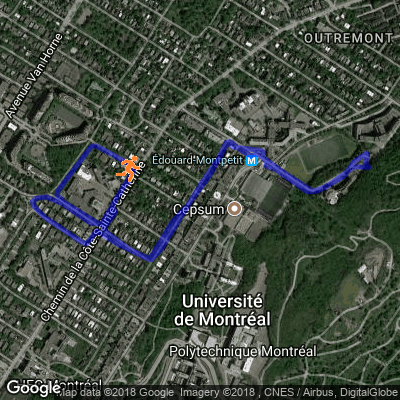 OUTREMONT
Avenue Van Horne
Édouard-Montpetit M
Chemin de la Côte-Sainte-Catherine
Cepsum
Université
de Montréal
Polytechnique Montréal
Montréal
Google Map data ©2018 Google Imagery ©2018 , CNES / Airbus, DigitalGlobe